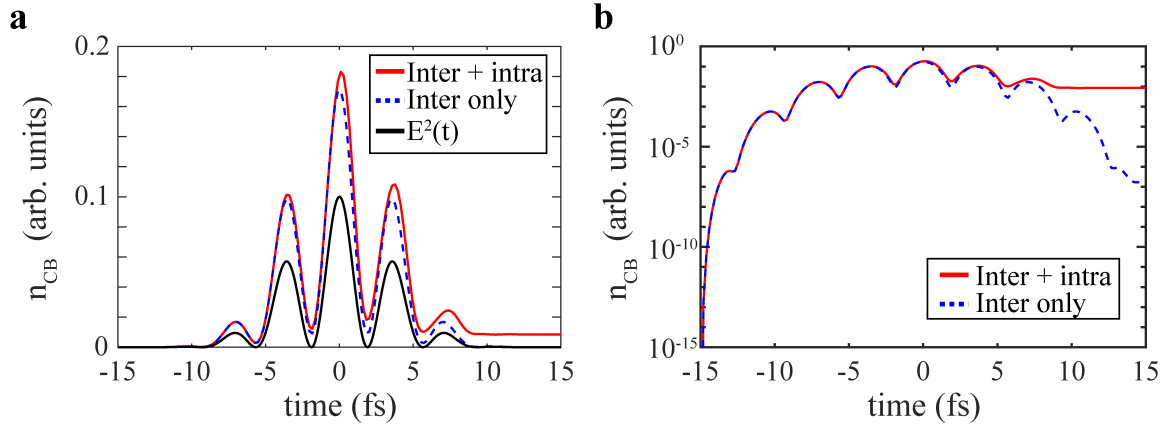 a
n_CB (arb. units)
0.2
0.1
0
Inter + intra
Inter only
E²(t)
-15 -10 -5 0 5 10 15
time (fs)
b
n_CB (arb. units)
10⁰
10⁻⁵
10⁻¹⁰
10⁻¹⁵
Inter + intra
Inter only
-15 -10 -5 0 5 10 15
time (fs)